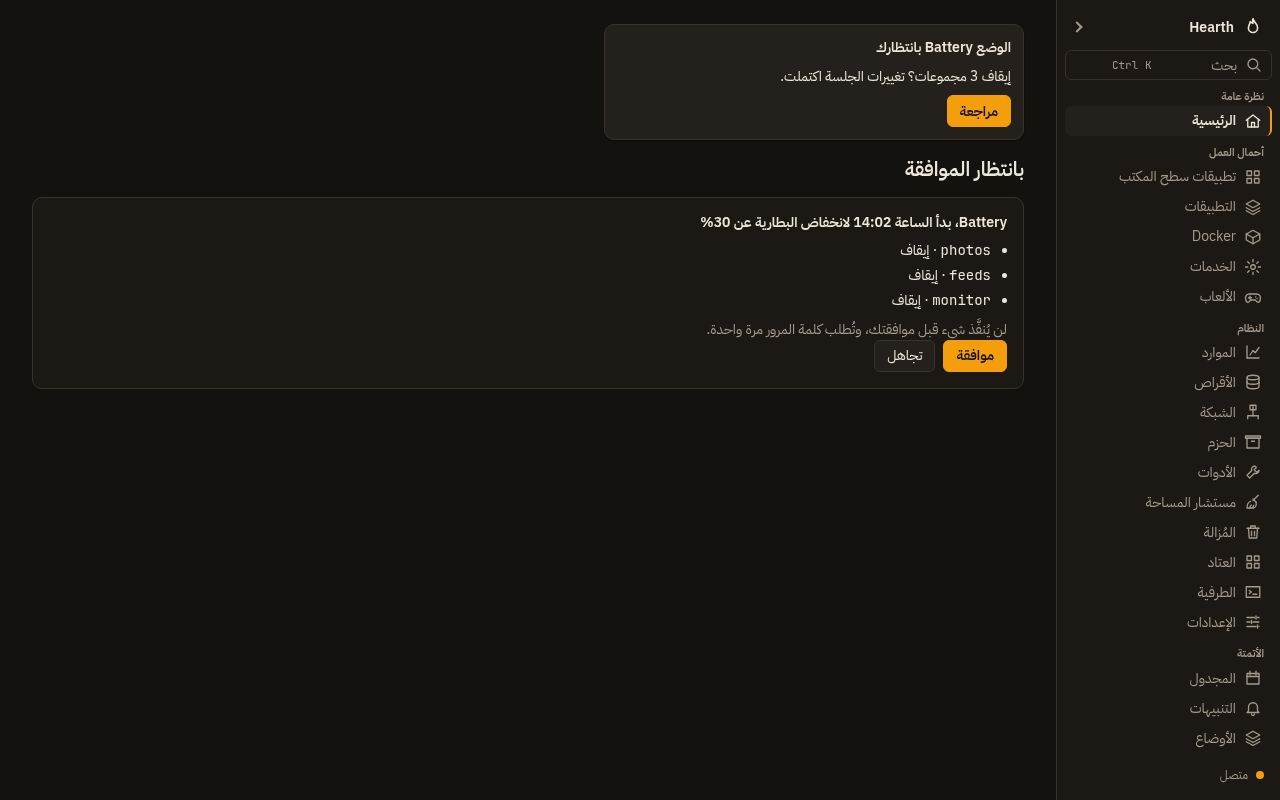 Hearth
بحث
Ctrl K
نظرة عامة
الرئيسية
أحمال العمل
تطبيقات سطح المكتب
التطبيقات
Docker
الخدمات
الألعاب
النظام
الموارد
الأقراص
الشبكة
الحزم
الأدوات
مستشار المساحة
المُزالة
العتاد
الطرفية
الإعدادات
الأتمتة
المجدول
التنبيهات
الأوضاع
متصل
الوضع Battery بانتظارك
إيقاف 3 مجموعات؟ تغييرات الجلسة اكتملت.
مراجعة
بانتظار الموافقة
Battery، بدأ الساعة 14:02 لانخفاض البطارية عن 30%
photos · إيقاف
feeds · إيقاف
monitor · إيقاف
لن يُنفَّذ شيء قبل موافقتك، وتُطلب كلمة المرور مرة واحدة.
موافقة
تجاهل